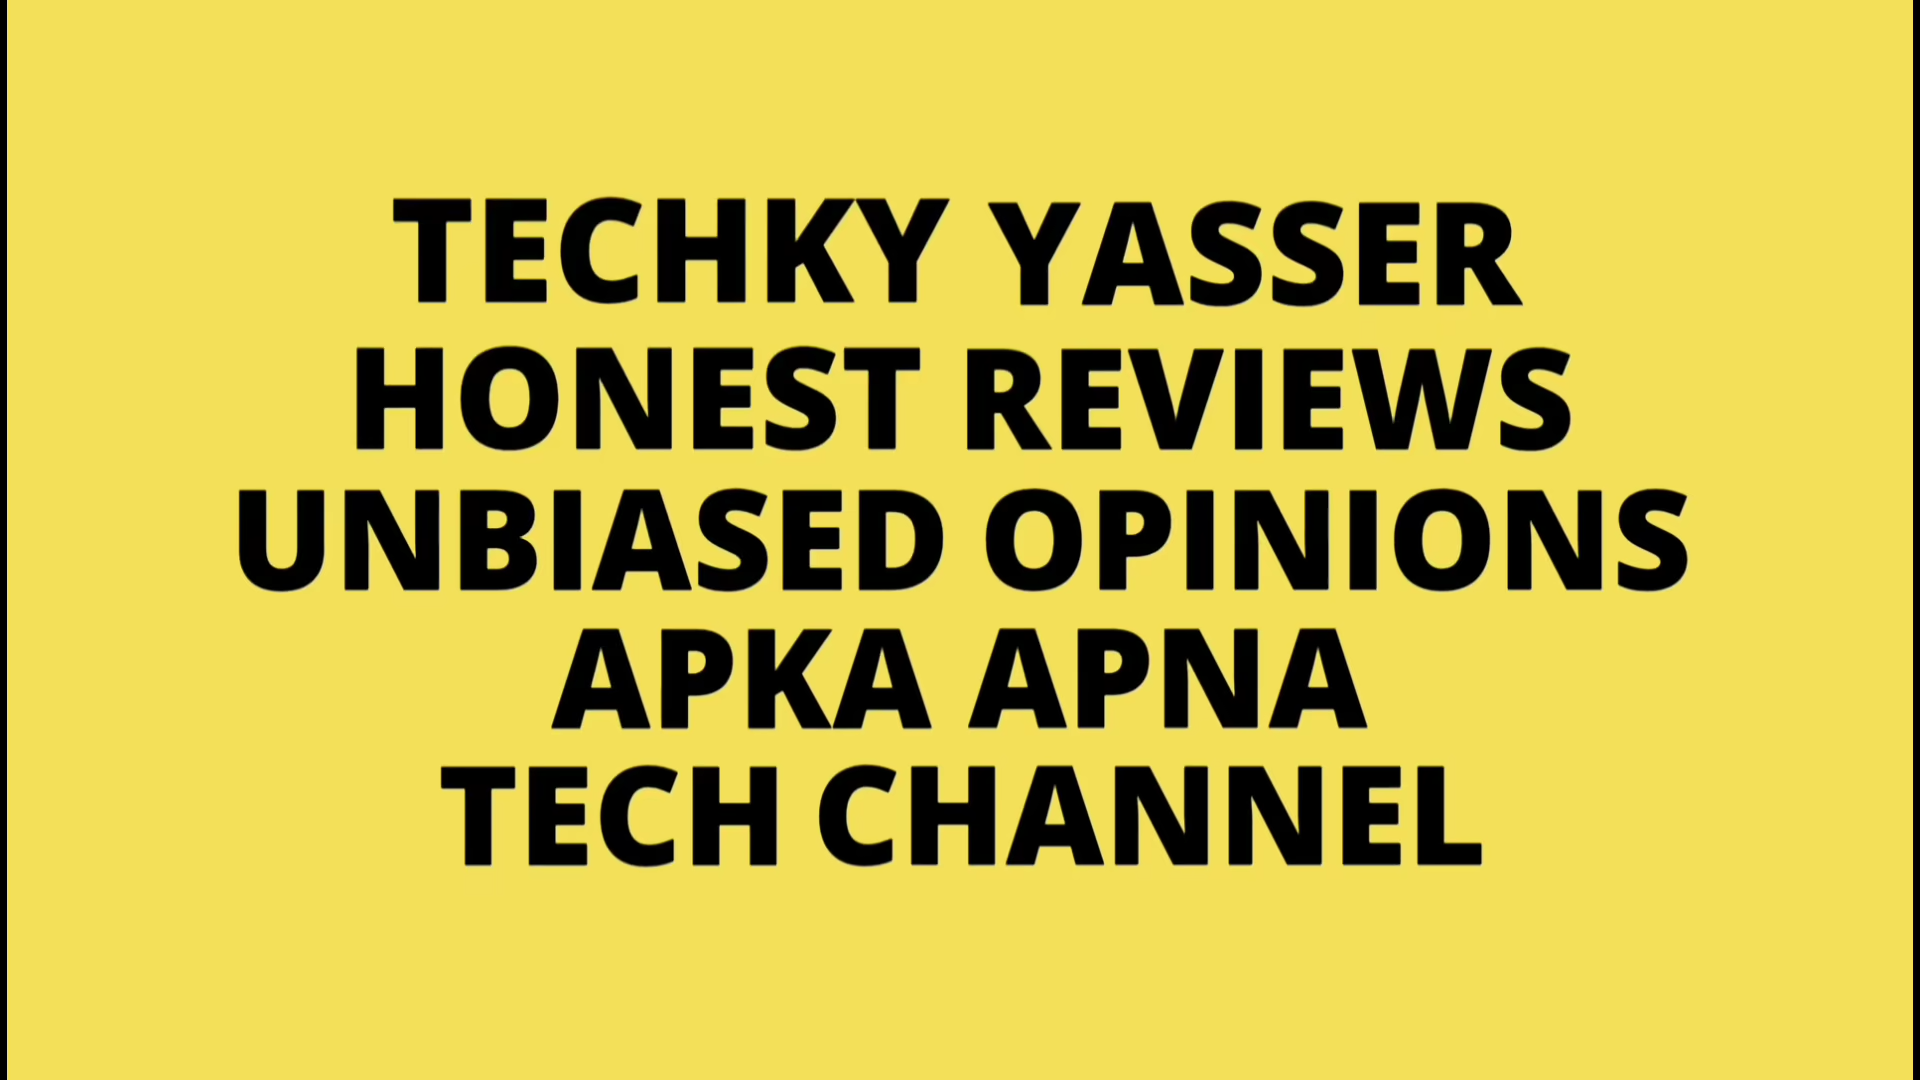 TECHKY YASSER
HONEST REVIEWS
UNBIASED OPINIONS
APKA APNA
TECH CHANNEL